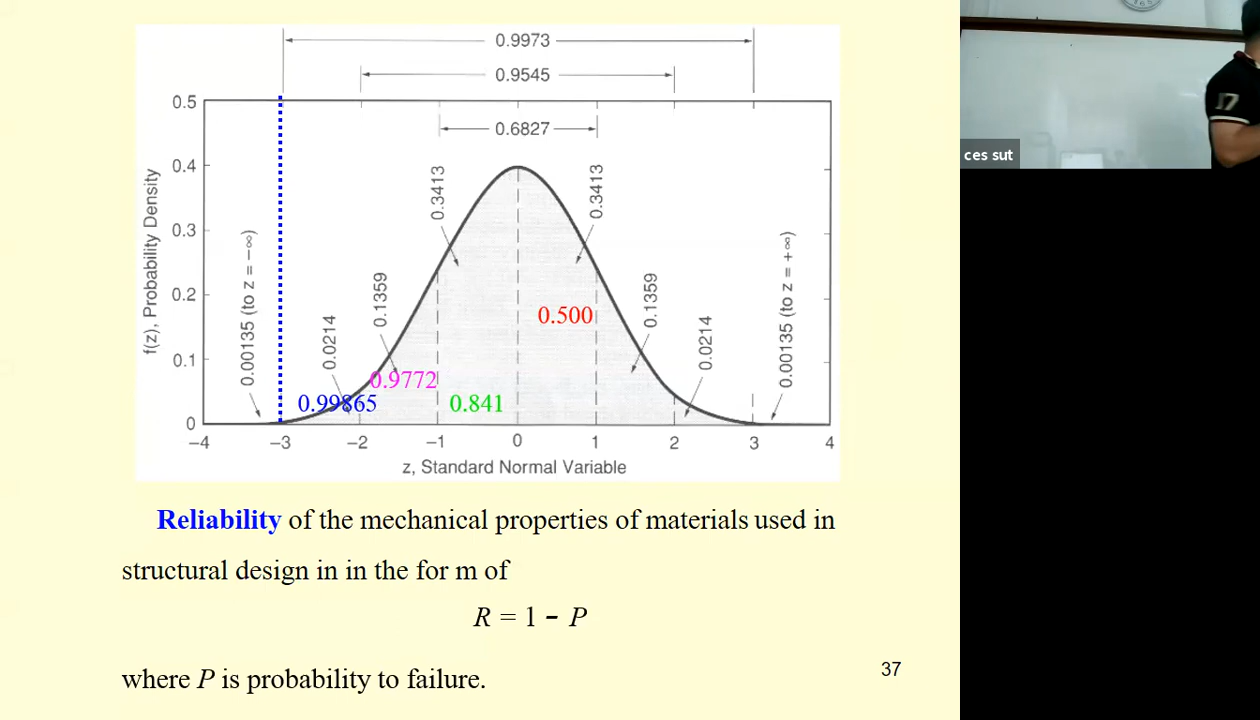 0.9973
0.9545
0.6827
0.5
0.4
0.3
0.2
0.1
0
f(z), Probability Density
0.00135 (to z = −∞)
0.0214
0.1359
0.3413
0.3413
0.1359
0.0214
0.00135 (to z = +∞)
0.500
0.9772
0.99865
0.841
−4 −3 −2 −1 0 1 2 3 4
z, Standard Normal Variable
Reliability of the mechanical properties of materials used in
structural design in in the for m of
R = 1 - P
where P is probability to failure.
37
ces sut
17